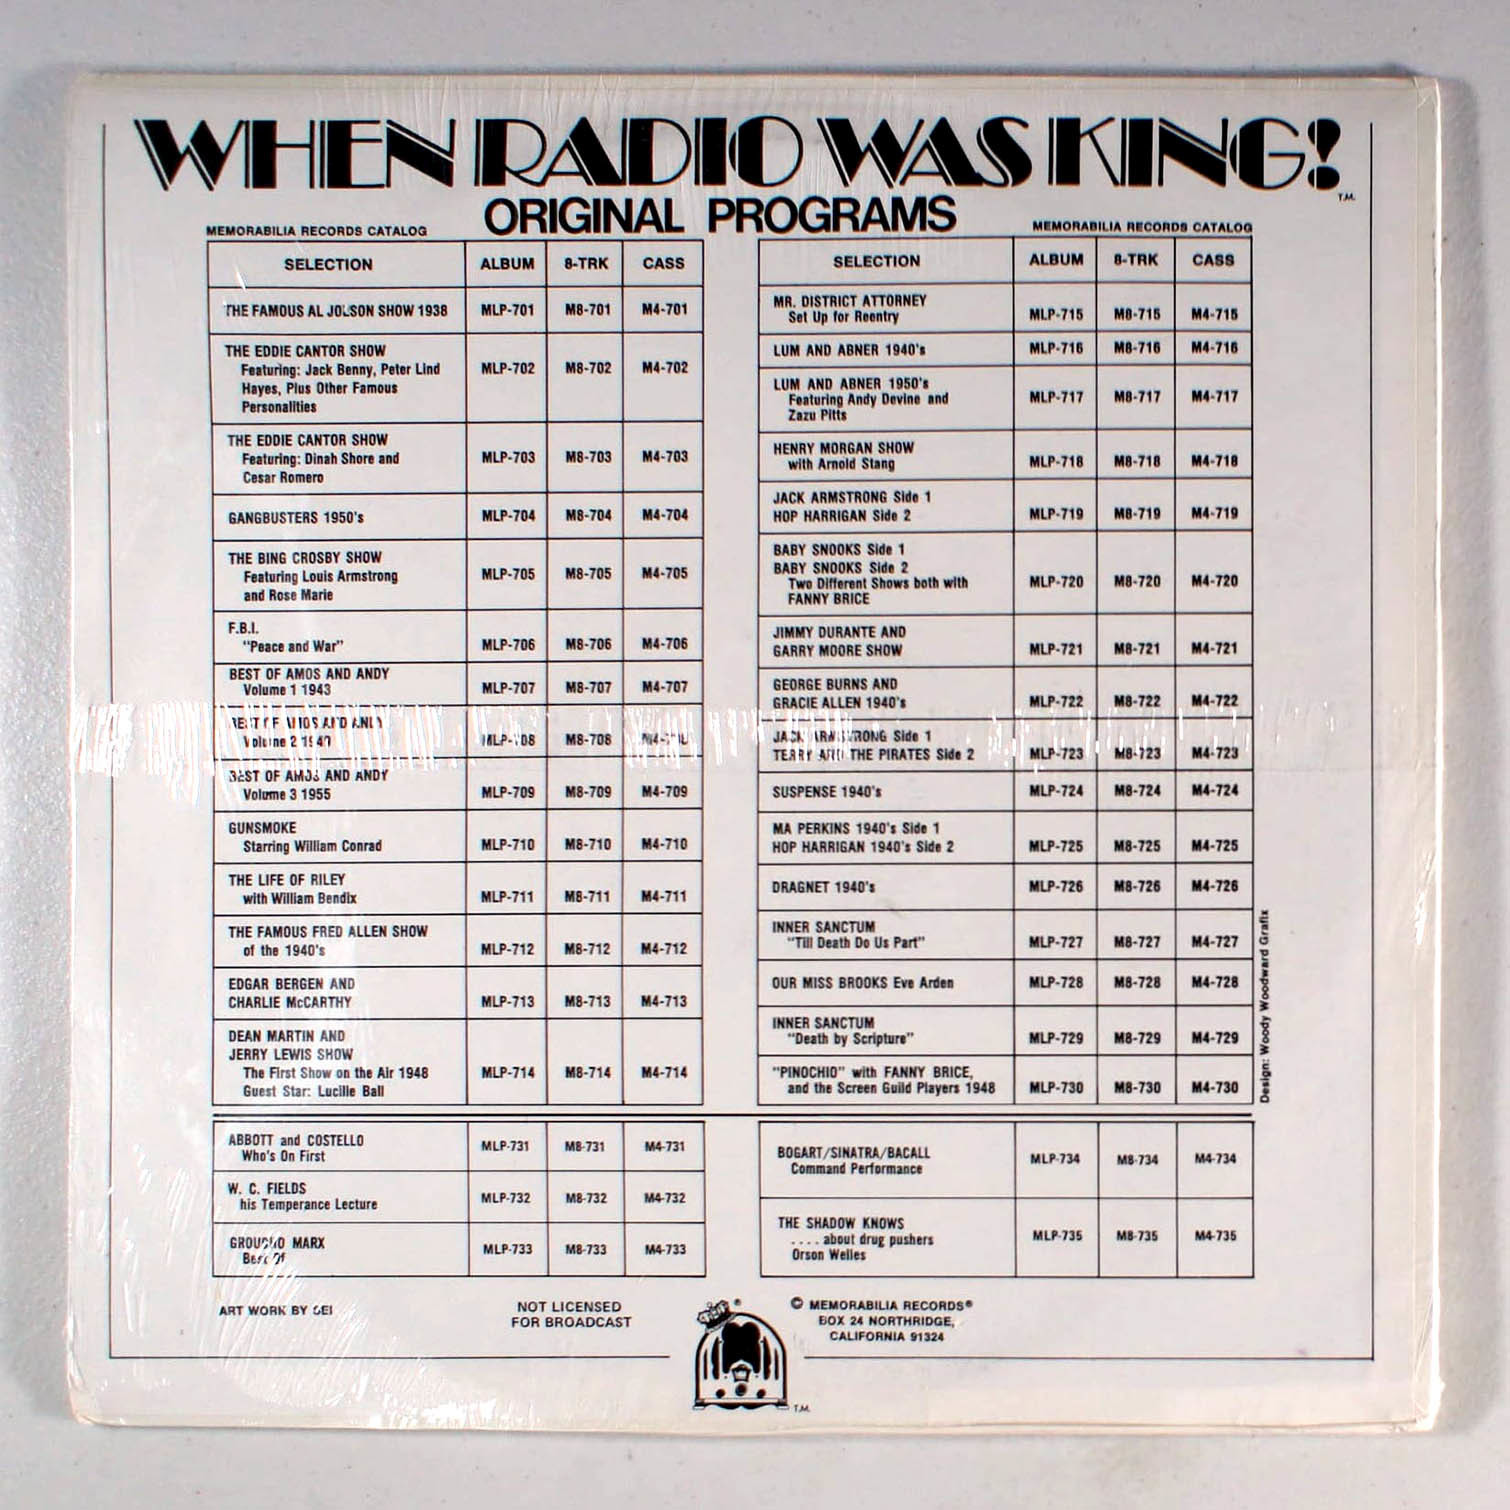 WHEN RADIO WAS KING!
T.M.
ORIGINAL PROGRAMS
MEMORABILIA RECORDS CATALOG
SELECTION ALBUM 8-TRK CASS
THE FAMOUS AL JOLSON SHOW 1938 MLP-701 M8-701 M4-701
THE EDDIE CANTOR SHOW
Featuring: Jack Benny, Peter Lind MLP-702 M8-702 M4-702
Hayes, Plus Other Famous
Personalities
THE EDDIE CANTOR SHOW
Featuring: Dinah Shore and MLP-703 M8-703 M4-703
Cesar Romero
GANGBUSTERS 1950's MLP-704 M8-704 M4-704
THE BING CROSBY SHOW
Featuring Louis Armstrong MLP-705 M8-705 M4-705
and Rose Marie
F.B.I.
"Peace and War" MLP-706 M8-706 M4-706
BEST OF AMOS AND ANDY
Volume 1 1943 MLP-707 M8-707 M4-707
BEST OF AMOS AND ANDY
Volume 2 MLP-708 M8-708
BEST OF AMOS AND ANDY
Volume 3 1955 MLP-709 M8-709 M4-709
GUNSMOKE
Starring William Conrad MLP-710 M8-710 M4-710
THE LIFE OF RILEY
with William Bendix MLP-711 M8-711 M4-711
THE FAMOUS FRED ALLEN SHOW
of the 1940's MLP-712 M8-712 M4-712
EDGAR BERGEN AND
CHARLIE McCARTHY MLP-713 M8-713 M4-713
DEAN MARTIN AND
JERRY LEWIS SHOW
The First Show on the Air 1948 MLP-714 M8-714 M4-714
Guest Star: Lucille Ball
ABBOTT and COSTELLO MLP-731 M8-731 M4-731
Who's On First
W. C. FIELDS
his Temperance Lecture MLP-732 M8-732 M4-732
GROUCHO MARX MLP-733 M8-733 M4-733
Best Of
MEMORABILIA RECORDS CATALOG
SELECTION ALBUM 8-TRK CASS
MR. DISTRICT ATTORNEY
Set Up for Reentry MLP-715 M8-715 M4-715
LUM AND ABNER 1940's MLP-716 M8-716 M4-716
LUM AND ABNER 1950's
Featuring Andy Devine and MLP-717 M8-717 M4-717
Zazu Pitts
HENRY MORGAN SHOW
with Arnold Stang MLP-718 M8-718 M4-718
JACK ARMSTRONG Side 1
HOP HARRIGAN Side 2 MLP-719 M8-719 M4-719
BABY SNOOKS Side 1
BABY SNOOKS Side 2
Two Different Shows both with MLP-720 M8-720 M4-720
FANNY BRICE
JIMMY DURANTE AND
GARRY MOORE SHOW MLP-721 M8-721 M4-721
GEORGE BURNS AND
GRACIE ALLEN 1940's MLP-722 M8-722 M4-722
JACK ARMSTRONG Side 1
TERRY AND THE PIRATES Side 2 MLP-723 M8-723 M4-723
SUSPENSE 1940's MLP-724 M8-724 M4-724
MA PERKINS 1940's Side 1
HOP HARRIGAN 1940's Side 2 MLP-725 M8-725 M4-725
DRAGNET 1940's MLP-726 M8-726 M4-726
INNER SANCTUM
"Till Death Do Us Part" MLP-727 M8-727 M4-727
OUR MISS BROOKS Eve Arden MLP-728 M8-728 M4-728
INNER SANCTUM
"Death by Scripture" MLP-729 M8-729 M4-729
"PINOCHIO" with FANNY BRICE,
and the Screen Guild Players 1948 MLP-730 M8-730 M4-730
BOGART/SINATRA/BACALL MLP-734 M8-734 M4-734
Command Performance
THE SHADOW KNOWS
.... about drug pushers MLP-735 M8-735 M4-735
Orson Welles
Design: Woody Woodward Grafix
ART WORK BY
NOT LICENSED
FOR BROADCAST
®
T.M.
© MEMORABILIA RECORDS®
BOX 24 NORTHRIDGE,
CALIFORNIA 91324